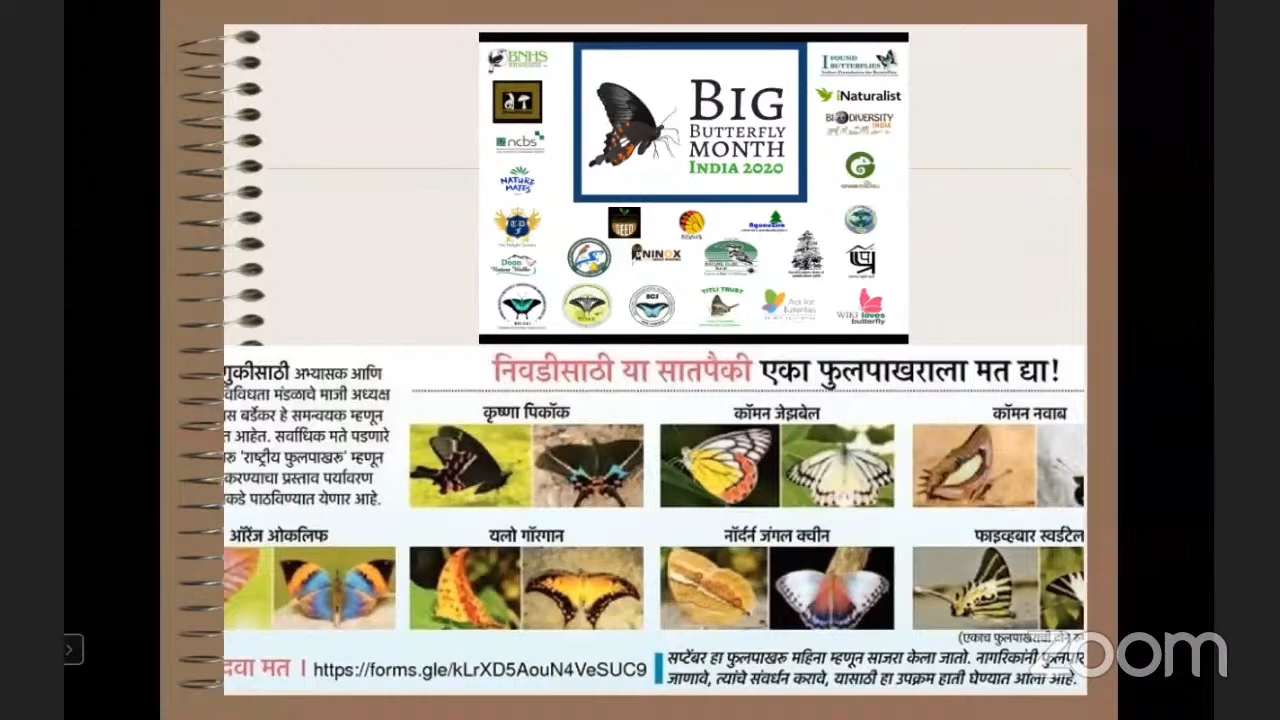 BNHS
I FOUND
BUTTERFLIES
iNaturalist
BIODIVERSITY
INDIA
BIG
BUTTERFLY
MONTH
INDIA 2020
ncbs
NATURE
MATES
SEED
NINOX
Doon
Nature Walks
TITLI TRUST
BCS
Act for
Butterflies
WIKI loves
butterfly
निवडीसाठी या सातपैकी एका फुलपाखराला मत द्या!
गुकीसाठी अभ्यासक आणि
वविधता मंडळाचे माजी अध्यक्ष
स बर्डेकर हे समन्वयक म्हणून
त आहेत. सर्वाधिक मते पडणारे
रू 'राष्ट्रीय फुलपाखरू' म्हणून
करण्याचा प्रस्ताव पर्यावरण
कडे पाठविण्यात येणार आहे.
कृष्णा पिकॉक
कॉमन जेझबेल
कॉमन नवाब
ऑरेंज ओकलिफ
यलो गॉरगान
नॉर्दर्न जंगल क्वीन
फाइव्हबार स्वर्डटेल
(एकाच फुलपाखराची दोन
दवा मत । https://forms.gle/kLrXD5AouN4VeSUC9
सप्टेंबर हा फुलपाखरू महिना म्हणून साजरा केला जातो. नागरिकांनी फुलपाख
जाणावे, त्यांचे संवर्धन करावे, यासाठी हा उपक्रम हाती घेण्यात आला आहे.
zoom